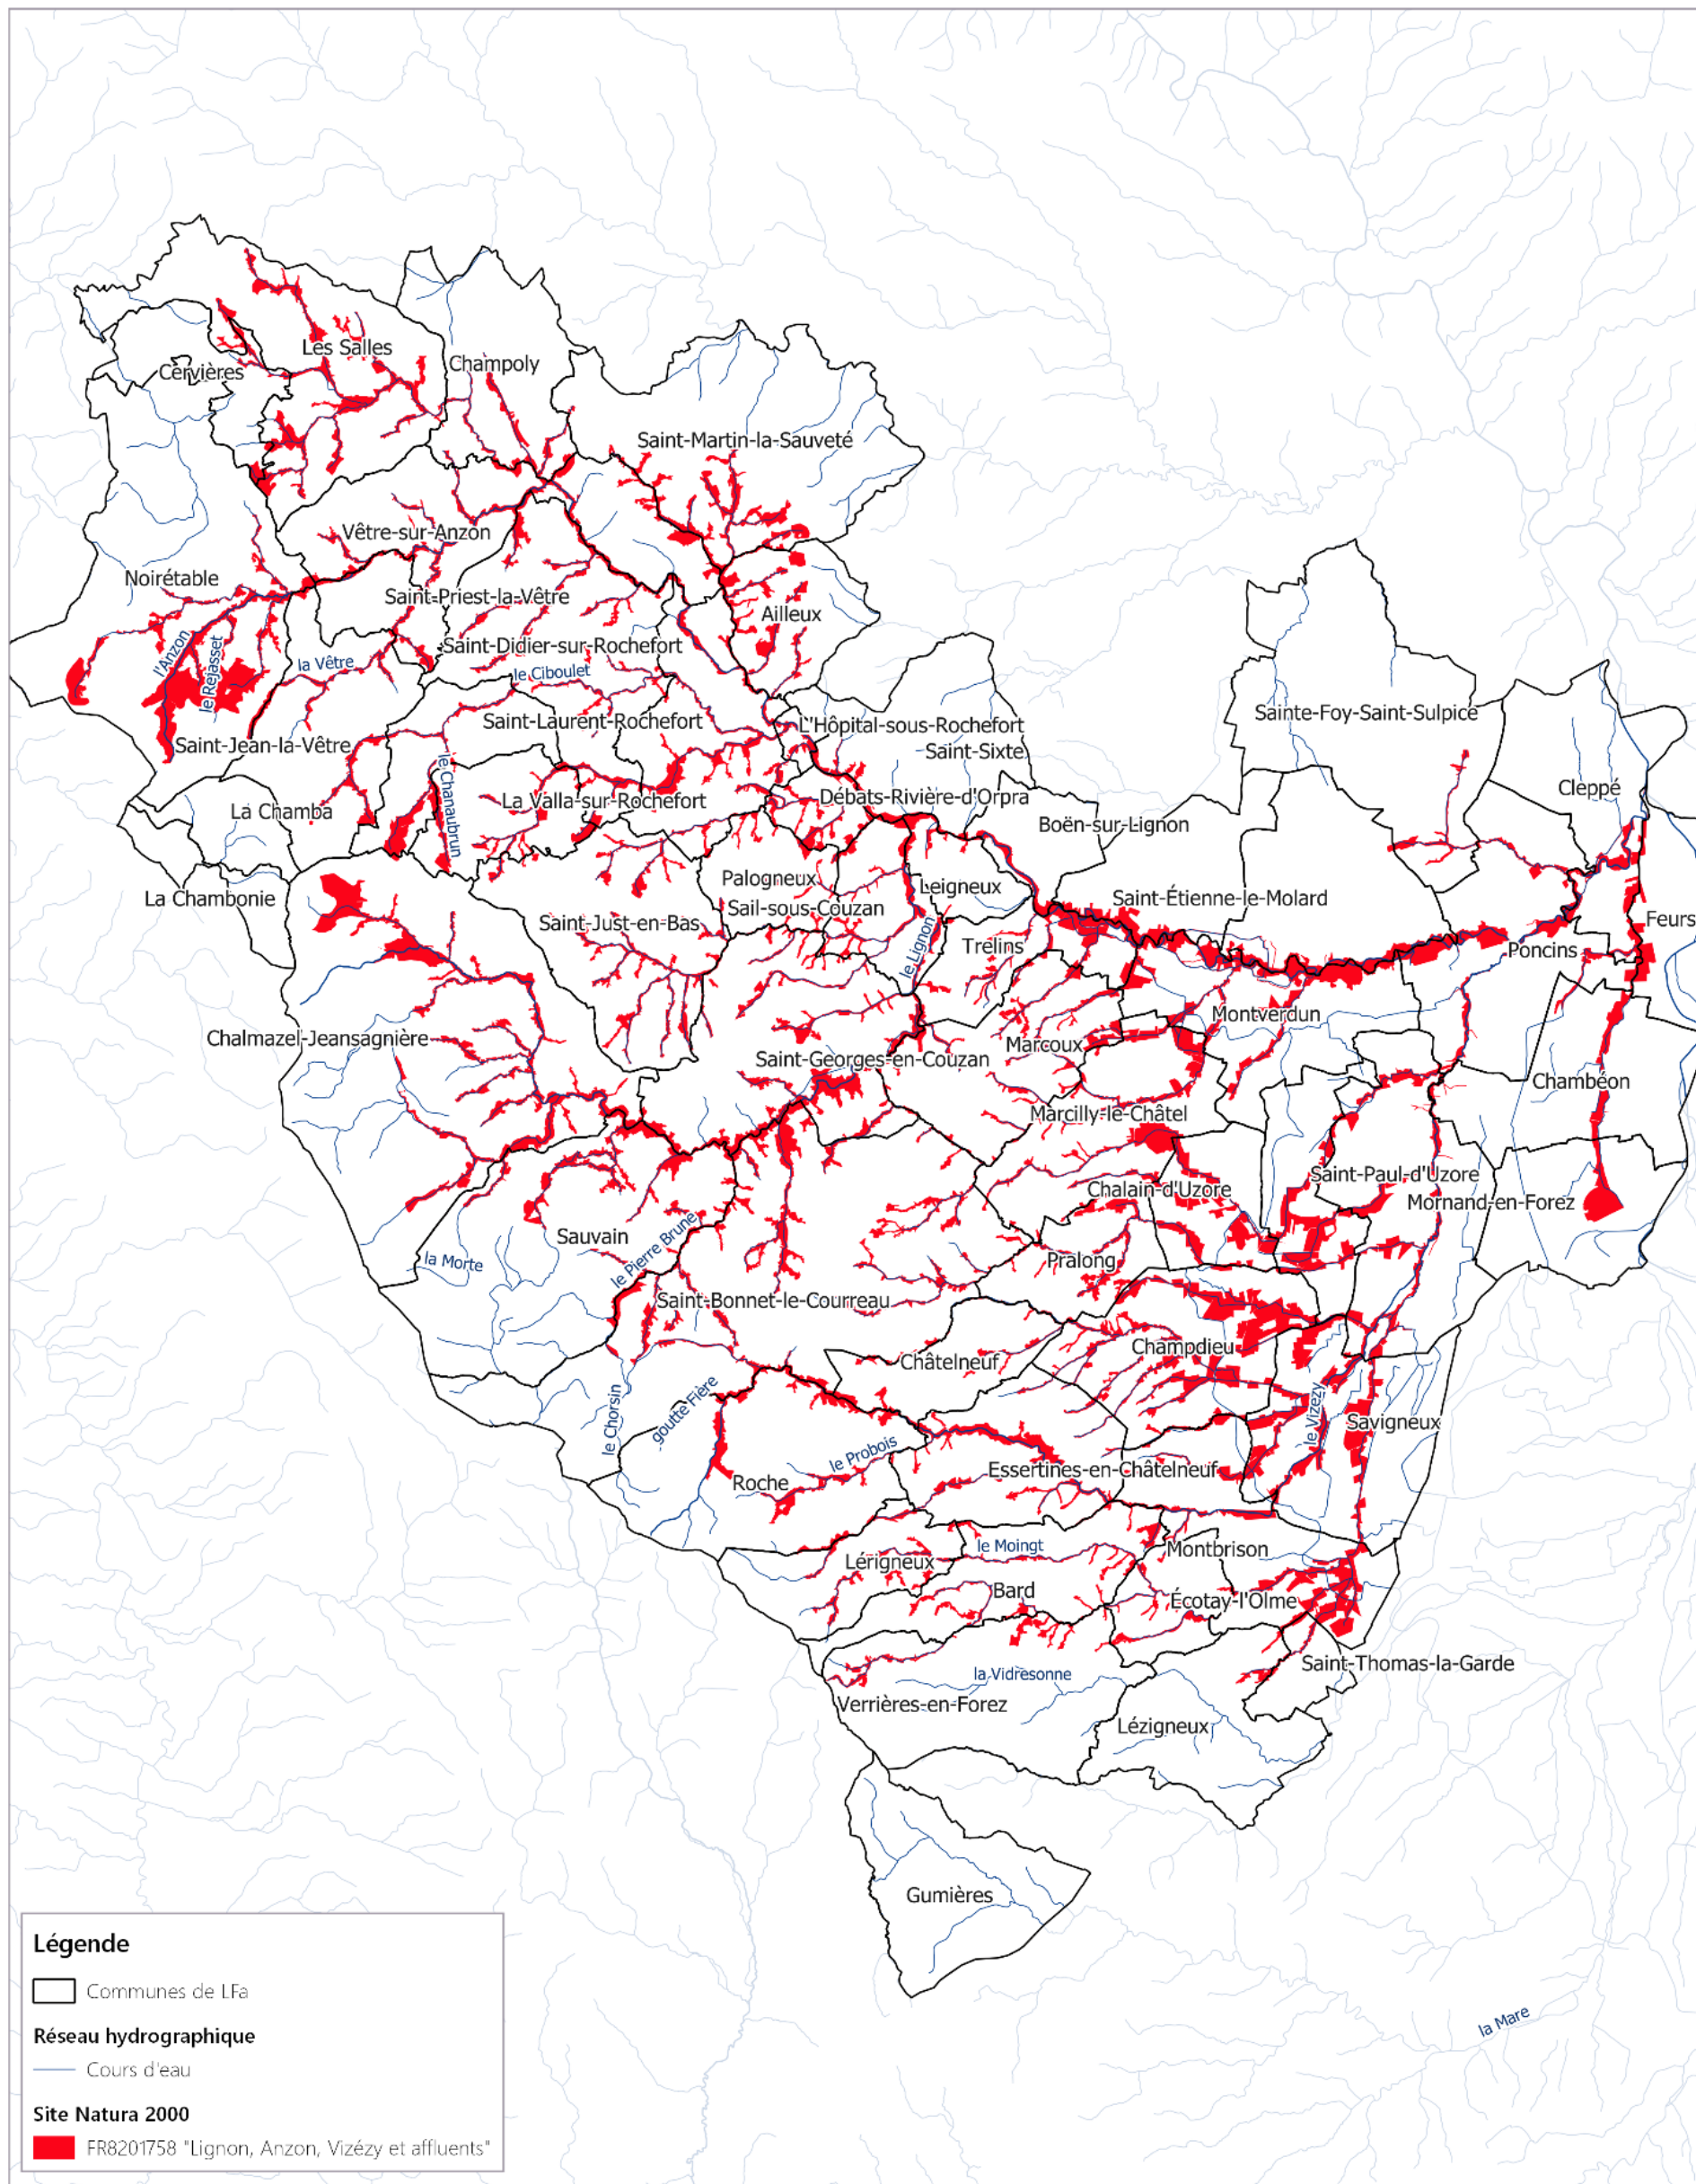 Les Salles
Champoly
Cervières
Saint-Martin-la-Sauveté
Vêtre-sur-Anzon
Noirétable
Saint-Priest-la-Vêtre
Ailleux
l'Anzon
le Rejasset
Saint-Didier-sur-Rochefort
la Vêtre
le Ciboulet
Saint-Laurent-Rochefort
L'Hôpital-sous-Rochefort
Sainte-Foy-Saint-Sulpice
Saint-Jean-la-Vêtre
Saint-Sixte
le Chanaubrun
Cleppé
La Valla-sur-Rochefort
Débats-Rivière-d'Orpra
La Chamba
Boën-sur-Lignon
Palogneux
Leigneux
La Chambonie
Saint-Étienne-le-Molard
Sail-sous-Couzan
Saint-Just-en-Bas
Feurs
le Lignon
Trelins
Poncins
Montverdun
Chalmazel-Jeansagnière
Marcoux
Saint-Georges-en-Couzan
Chambéon
Marcilly-le-Châtel
Saint-Paul-d'Uzore
Chalain-d'Uzore
Mornand-en-Forez
Sauvain
le Pierre Brune
la Morte
Pralong
Saint-Bonnet-le-Courreau
Champdieu
Châtelneuf
le Chorsin
goutte Fière
le Vizézy
Savigneux
le Probois
Essertines-en-Châtelneuf
Roche
le Moingt
Montbrison
Lérigneux
Bard
Écotay-l'Olme
Saint-Thomas-la-Garde
la Vidresonne
Verrières-en-Forez
Lézigneux
Gumières
la Mare
Légende
Communes de LFa
Réseau hydrographique
Cours d'eau
Site Natura 2000
FR8201758 "Lignon, Anzon, Vizézy et affluents"